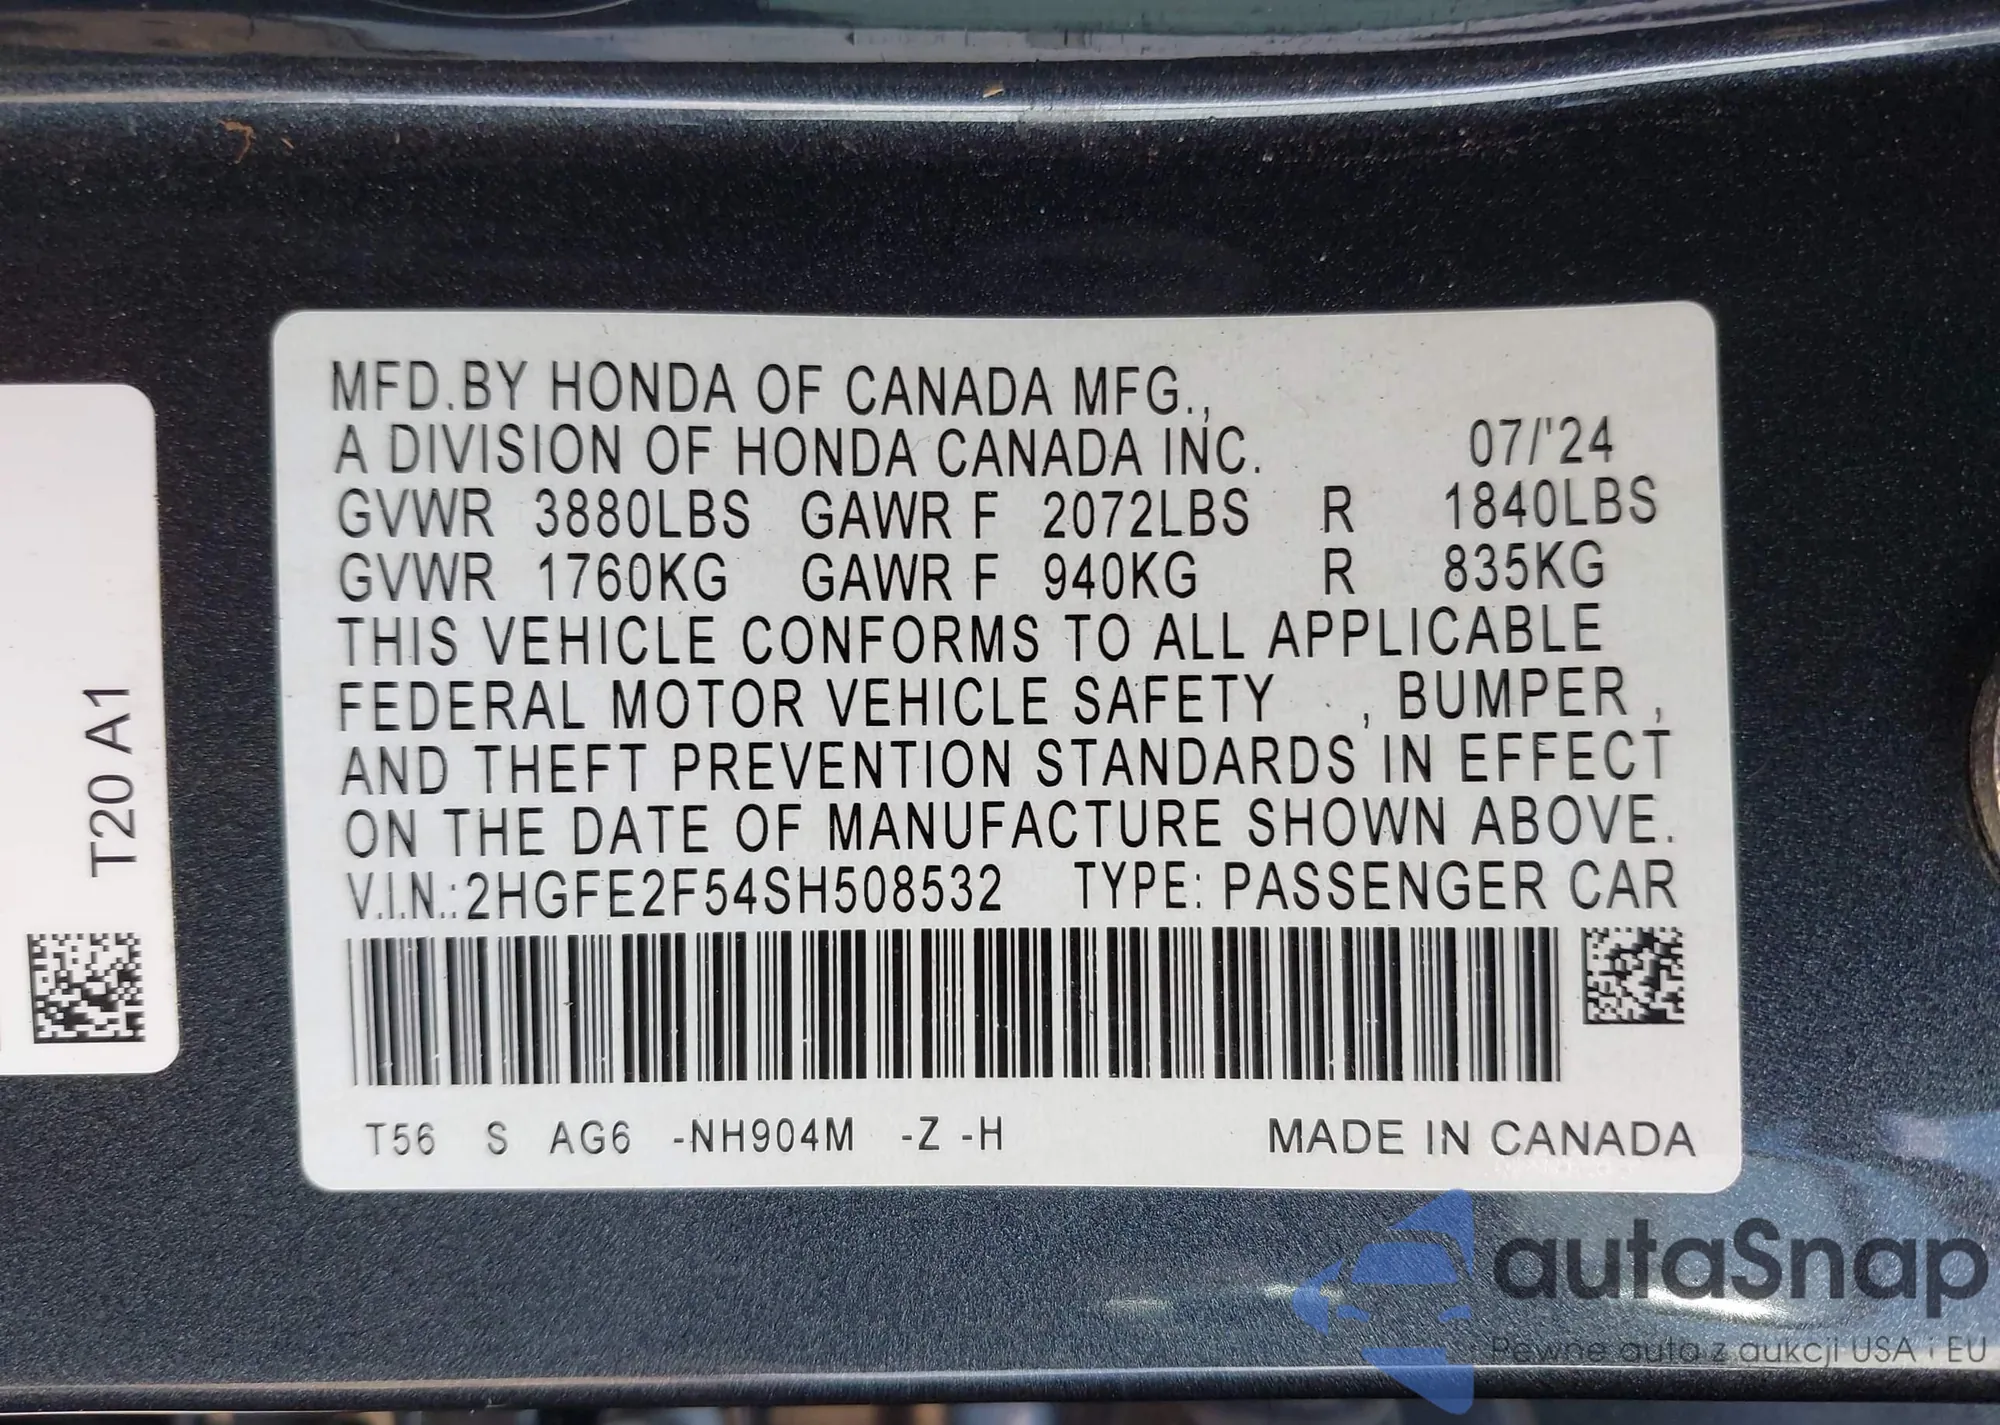 MFD.BY HONDA OF CANADA MFG.,
A DIVISION OF HONDA CANADA INC. 07/'24
GVWR 3880LBS GAWR F 2072LBS R 1840LBS
GVWR 1760KG GAWR F 940KG R 835KG
THIS VEHICLE CONFORMS TO ALL APPLICABLE
FEDERAL MOTOR VEHICLE SAFETY , BUMPER ,
AND THEFT PREVENTION STANDARDS IN EFFECT
ON THE DATE OF MANUFACTURE SHOWN ABOVE.
V.I.N.:2HGFE2F54SH508532 TYPE: PASSENGER CAR
T56 S AG6 -NH904M -Z -H MADE IN CANADA
T20 A1
autaSnap
Pewne auta z aukcji USA i EU